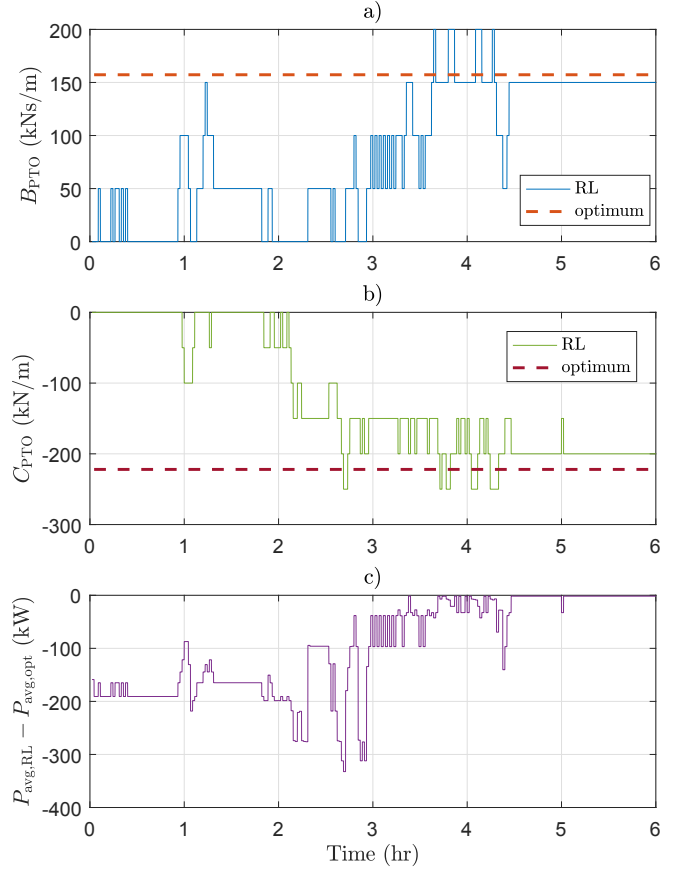 a)
200
150
100
50
0
B_PTO (kNs/m)
RL
optimum
0 1 2 3 4 5 6
b)
0
-100
-200
-300
C_PTO (kN/m)
RL
optimum
0 1 2 3 4 5 6
c)
0
-100
-200
-300
-400
P_avg,RL − P_avg,opt (kW)
0 1 2 3 4 5 6
Time (hr)